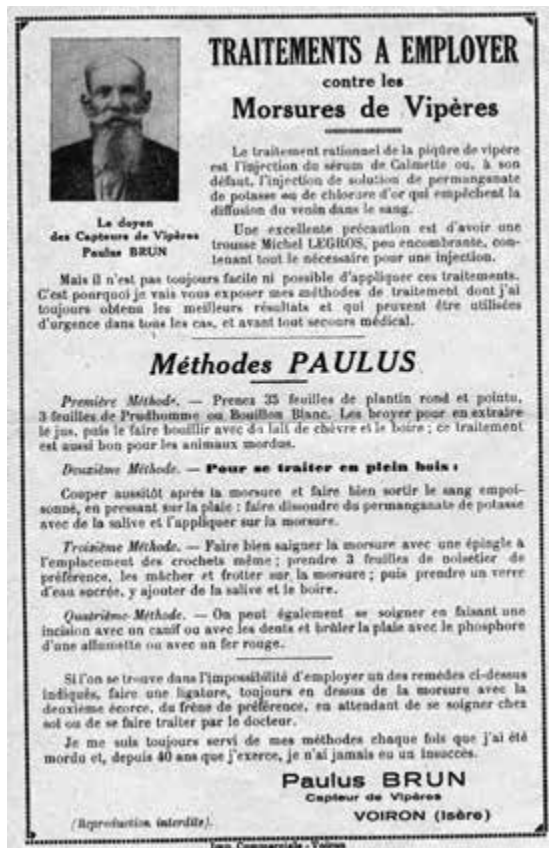 TRAITEMENTS A EMPLOYER
contre les
Morsures de Vipères
Le doyen
des Capteurs de Vipères
Paulus BRUN
Le traitement rationnel de la piqûre de vipère
est l'injection du sérum de Calmette ou, à son
défaut, l'injection de solution de permanganate
de potasse ou de chlorure d'or qui empêchent la
diffusion du venin dans le sang.
Une excellente précaution est d'avoir une
trousse Michel LEGROS, peu encombrante, con-
tenant tout le nécessaire pour une injection.
Mais il n'est pas toujours facile ni possible d'appliquer ces traitements.
C'est pourquoi je vais vous exposer mes méthodes de traitement dont j'ai
toujours obtenu les meilleurs résultats et qui peuvent être utilisées
d'urgence dans tous les cas, et avant tout secours médical.
Méthodes PAULUS
Première Méthode. — Prenez 35 feuilles de plantin rond et pointu,
3 feuilles de Prudhomme ou Bouillon Blanc. Les broyer pour en extraire
le jus, puis le faire bouillir avec du lait de chèvre et le boire ; ce traitement
est aussi bon pour les animaux mordus.
Deuxième Méthode. — Pour se traiter en plein bois :
Couper aussitôt après la morsure et faire bien sortir le sang empoi-
sonné, en pressant sur la plaie : faire dissoudre du permanganate de potasse
avec de la salive et l'appliquer sur la morsure.
Troisième Méthode. — Faire bien saigner la morsure avec une épingle à
l'emplacement des crochets même ; prendre 3 feuilles de noisetier de
préférence, les mâcher et frotter sur la morsure ; puis prendre un verre
d'eau sucrée, y ajouter de la salive et le boire.
Quatrième Méthode. — On peut également se soigner en faisant une
incision avec un canif ou avec les dents et brûler la plaie avec le phosphore
d'une allumette ou avec un fer rouge.
Si l'on se trouve dans l'impossibilité d'employer un des remèdes ci-dessus
indiqués, faire une ligature, toujours en dessus de la morsure avec la
deuxième écorce, du frêne de préférence, en attendant de se soigner chez
soi ou de se faire traiter par le docteur.
Je me suis toujours servi de mes méthodes chaque fois que j'ai été
mordu et, depuis 40 ans que j'exerce, je n'ai jamais eu un insuccès.
Paulus BRUN
Capteur de Vipères
VOIRON (Isère)
(Reproduction interdite).
Imp. Commerciale - Voiron